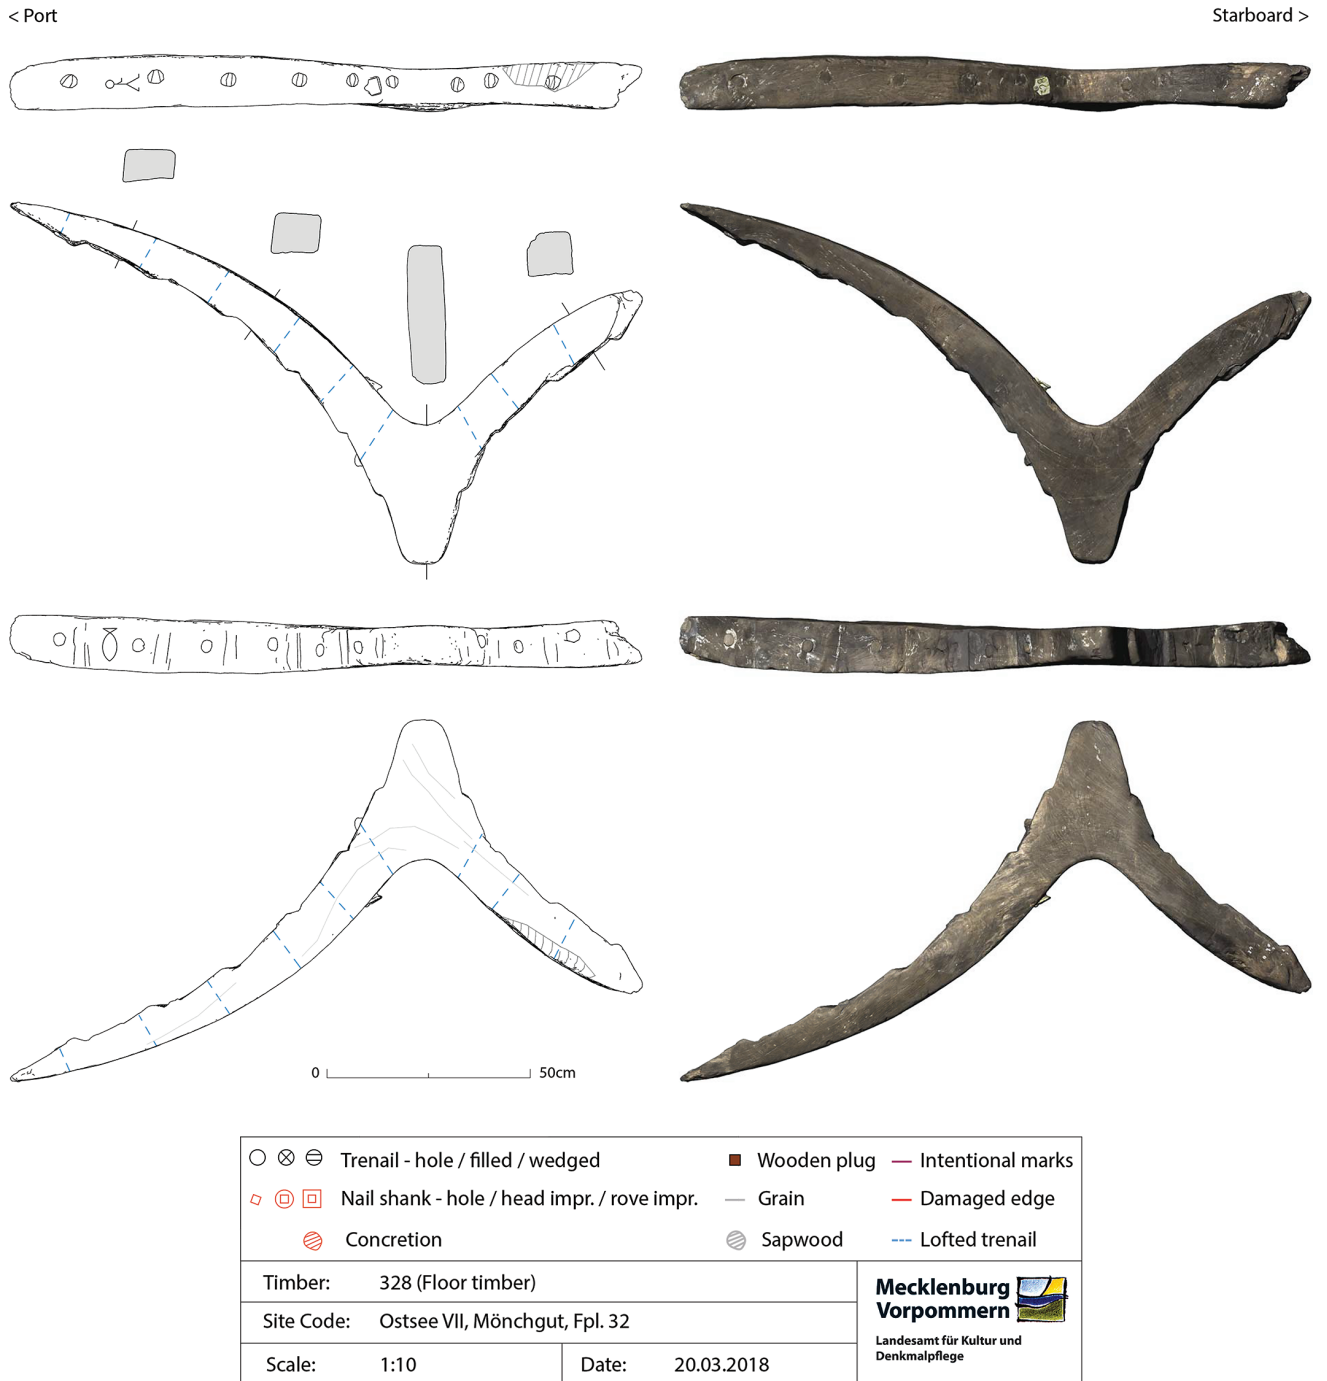 < Port
Starboard >
0
50cm
Trenail - hole / filled / wedged
Wooden plug
Intentional marks
Nail shank - hole / head impr. / rove impr.
Grain
Damaged edge
Concretion
Sapwood
Lofted trenail
Timber: 328 (Floor timber)
Site Code: Ostsee VII, Mönchgut, Fpl. 32
Scale: 1:10
Date: 20.03.2018
Mecklenburg
Vorpommern
Landesamt für Kultur und
Denkmalpflege